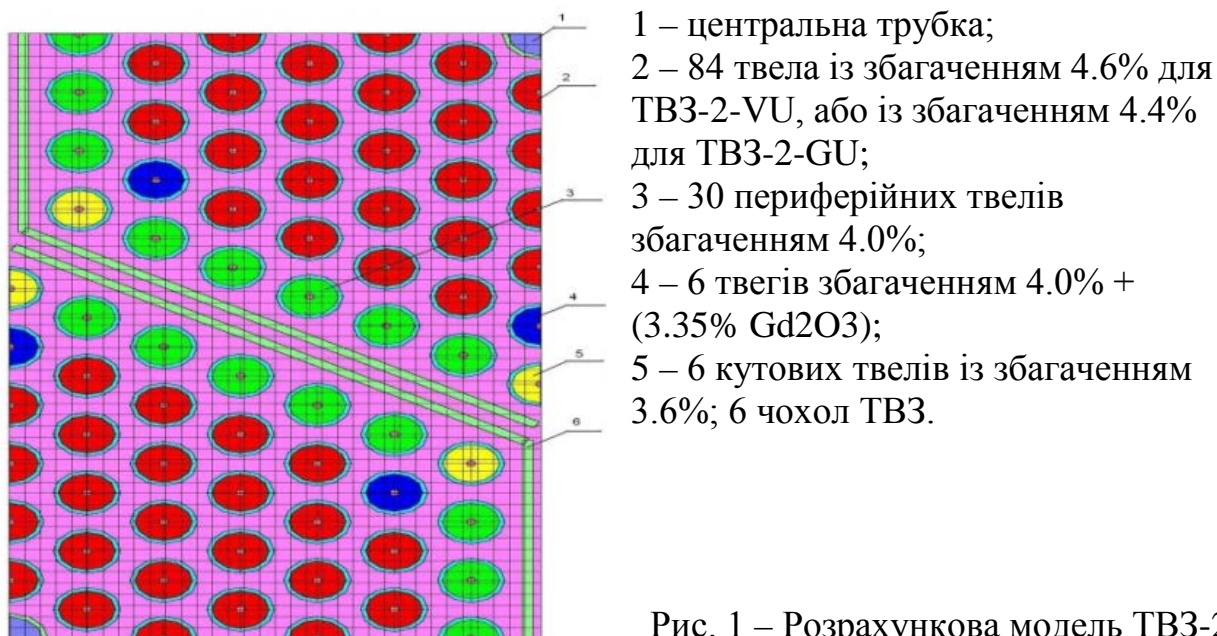 1
2
3
4
5
6
1 – центральна трубка;
2 – 84 твела із збагаченням 4.6% для
ТВЗ-2-VU, або із збагаченням 4.4%
для ТВЗ-2-GU;
3 – 30 периферійних твелів
збагаченням 4.0%;
4 – 6 твегів збагаченням 4.0% +
(3.35% Gd2O3);
5 – 6 кутових твелів із збагаченням
3.6%; 6 чохол ТВЗ.
Рис. 1 – Розрахункова модель ТВЗ-2